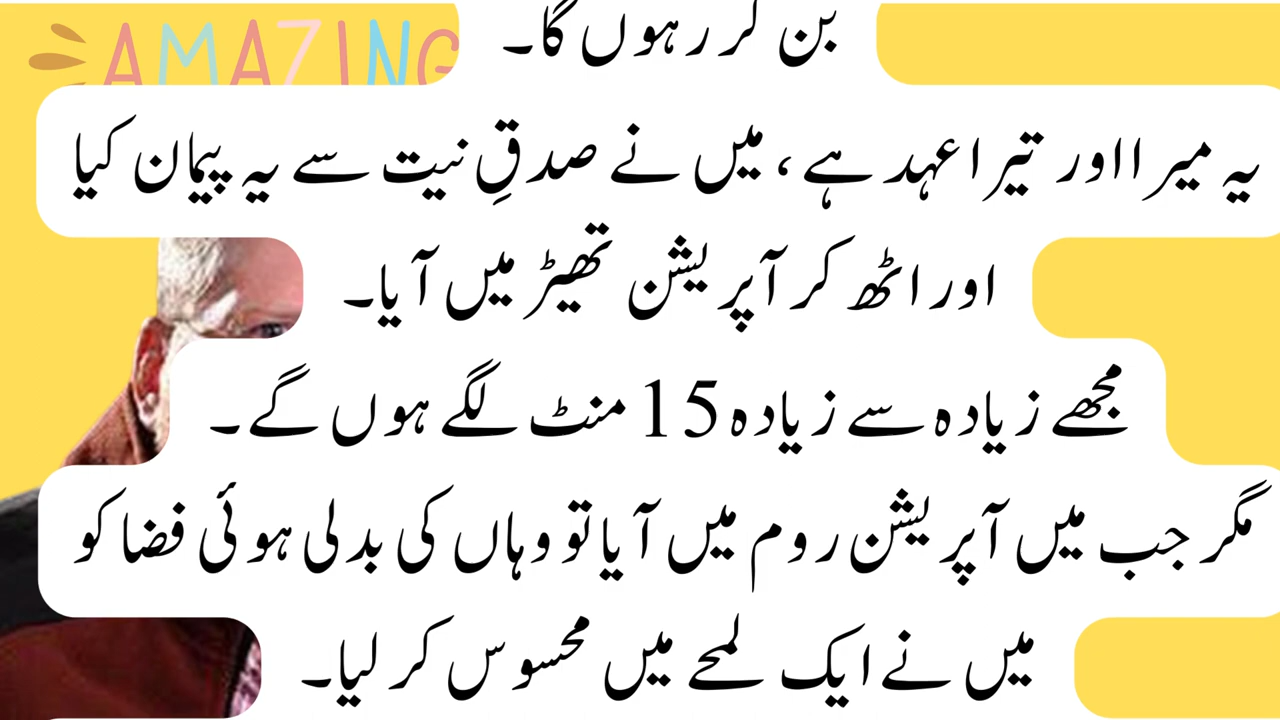 AMAZING
بن کر رہوں گا۔
یہ میرا اور تیرا عہد ہے، میں نے صدقِ نیت سے یہ پیمان کیا
اور اٹھ کر آپریشن تھیڑ میں آیا۔
مجھے زیادہ سے زیادہ 15 منٹ لگے ہوں گے۔
مگر جب میں آپریشن روم میں آیا تو وہاں کی بدلی ہوئی فضا کو
میں نے ایک لمحے میں محسوس کر لیا۔